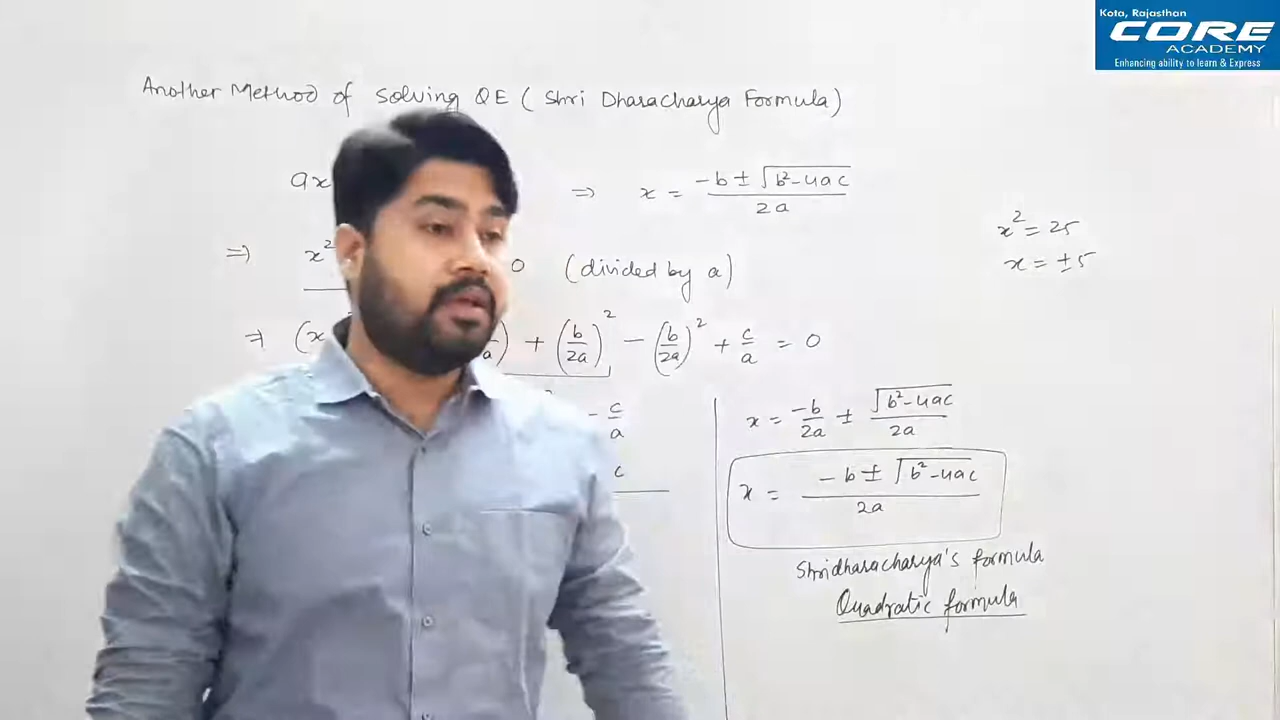 Kota, Rajasthan
CORE
ACADEMY
Enhancing ability to learn & Express
Another Method of Solving QE ( Shri Dharacharya Formula)
ax ⇒ x = -b ± √b²-4ac / 2a
⇒ x² 0 (divided by a)
x² = 25
x = ±5
⇒ (x a) + (b/2a)² - (b/2a)² + c/a = 0
- c/a
c
x = -b/2a ± √b²-4ac / 2a
x = -b ± √b²-4ac / 2a
Shridharacharya's formula
Quadratic formula